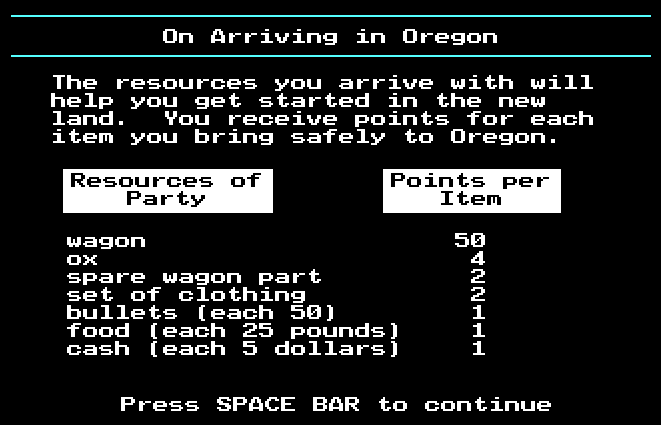 On Arriving in Oregon
The resources you arrive with will
help you get started in the new
land.  You receive points for each
item you bring safely to Oregon.
Resources of Party
Points per Item
wagon 50
ox 4
spare wagon part 2
set of clothing 2
bullets (each 50) 1
food (each 25 pounds) 1
cash (each 5 dollars) 1
Press SPACE BAR to continue